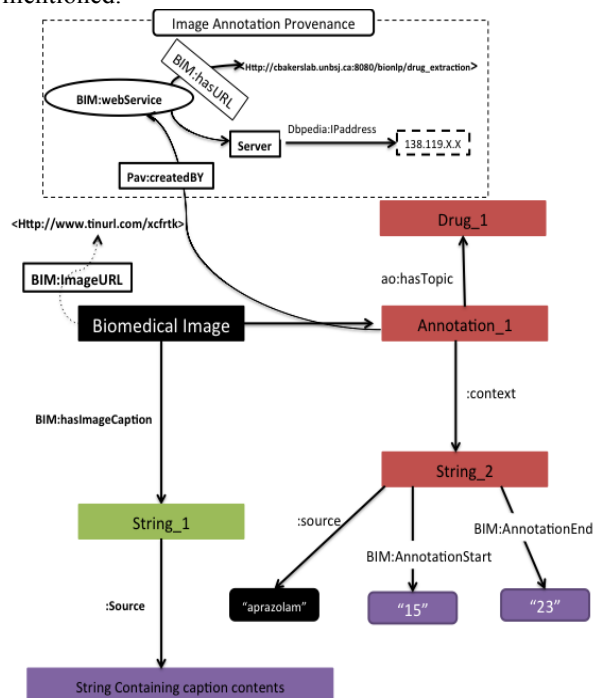 mentioned.
Image Annotation Provenance
BIM:hasURL
<Http://cbakerslab.unbsj.ca:8080/bionlp/drug_extraction>
BIM:webService
Server
Dbpedia:IPaddress
138.119.X.X
Pav:createdBY
<Http://www.tinurl.com/xcfrtk>
Drug_1
BIM:ImageURL
ao:hasTopic
Biomedical Image
Annotation_1
:context
BIM:hasImageCaption
String_2
String_1
:source
BIM:AnnotationEnd
BIM:AnnotationStart
:Source
"aprazolam"
"15"
"23"
String Containing caption contents